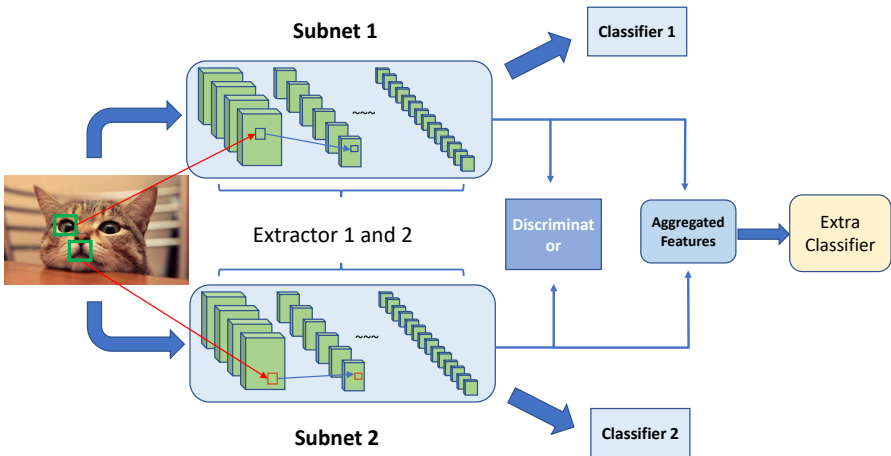 Subnet 1
Classifier 1
~~~
Extractor 1 and 2
Discriminat
or
Aggregated
Features
Extra
Classifier
~~~
Subnet 2
Classifier 2